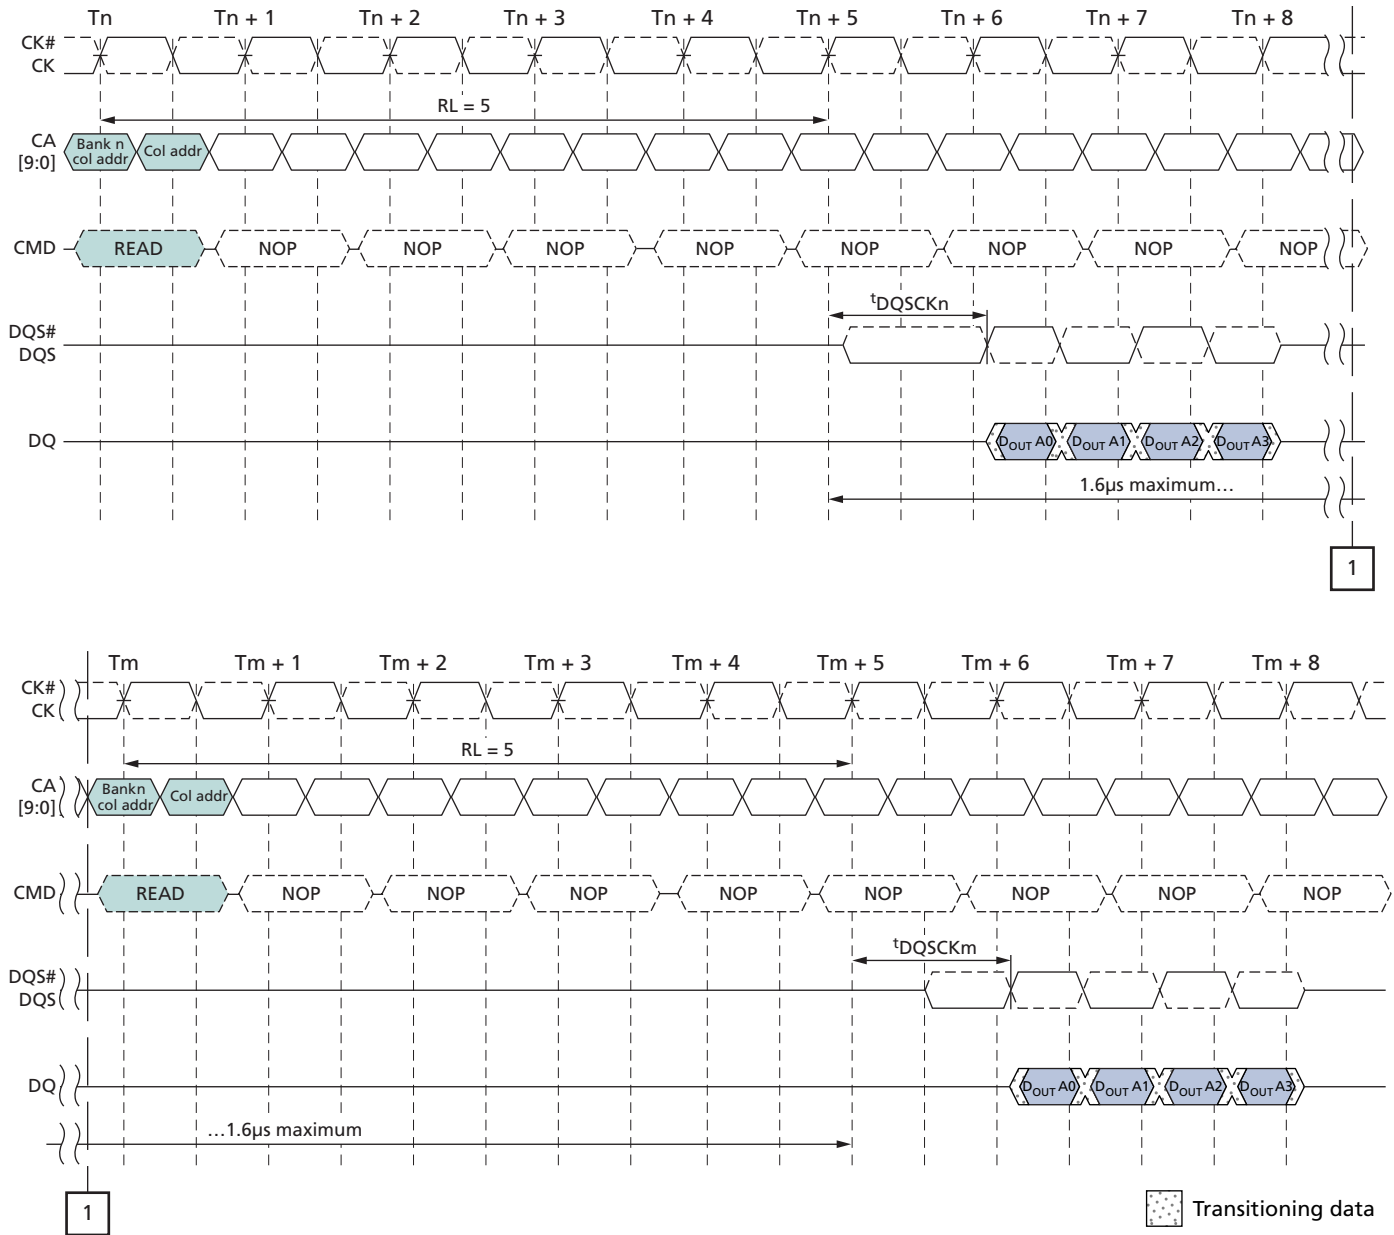 Tn Tn + 1 Tn + 2 Tn + 3 Tn + 4 Tn + 5 Tn + 6 Tn + 7 Tn + 8
CK#
CK
RL = 5
CA
[9:0]
Bank n
col addr
Col addr
CMD READ NOP NOP NOP NOP NOP NOP NOP NOP
tDQSCKn
DQS#
DQS
DQ DOUT A0 DOUT A1 DOUT A2 DOUT A3
1.6µs maximum…
1
Tm Tm + 1 Tm + 2 Tm + 3 Tm + 4 Tm + 5 Tm + 6 Tm + 7 Tm + 8
CK#
CK
RL = 5
CA
[9:0]
Bankn
col addr
Col addr
CMD READ NOP NOP NOP NOP NOP NOP NOP NOP
tDQSCKm
DQS#
DQS
DQ DOUT A0 DOUT A1 DOUT A2 DOUT A3
…1.6µs maximum
1
Transitioning data